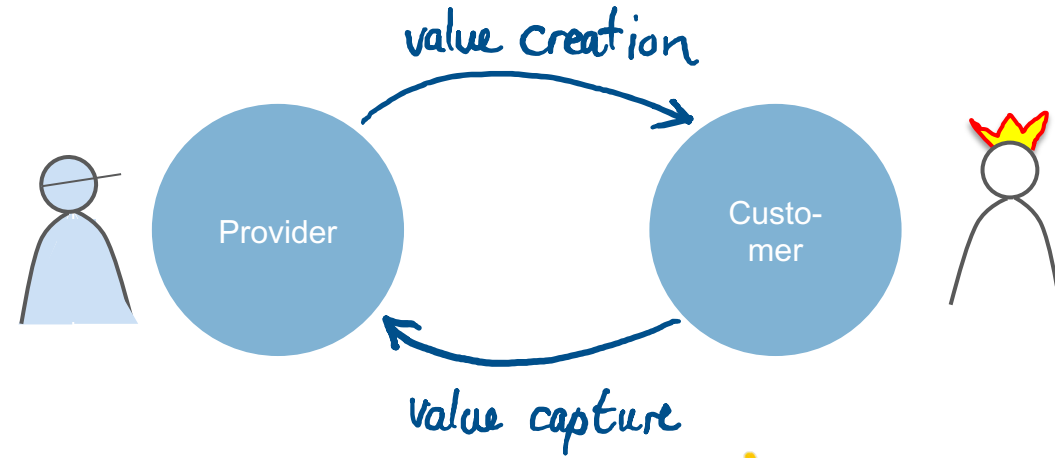 value creation
Provider
Custo-
mer
value capture